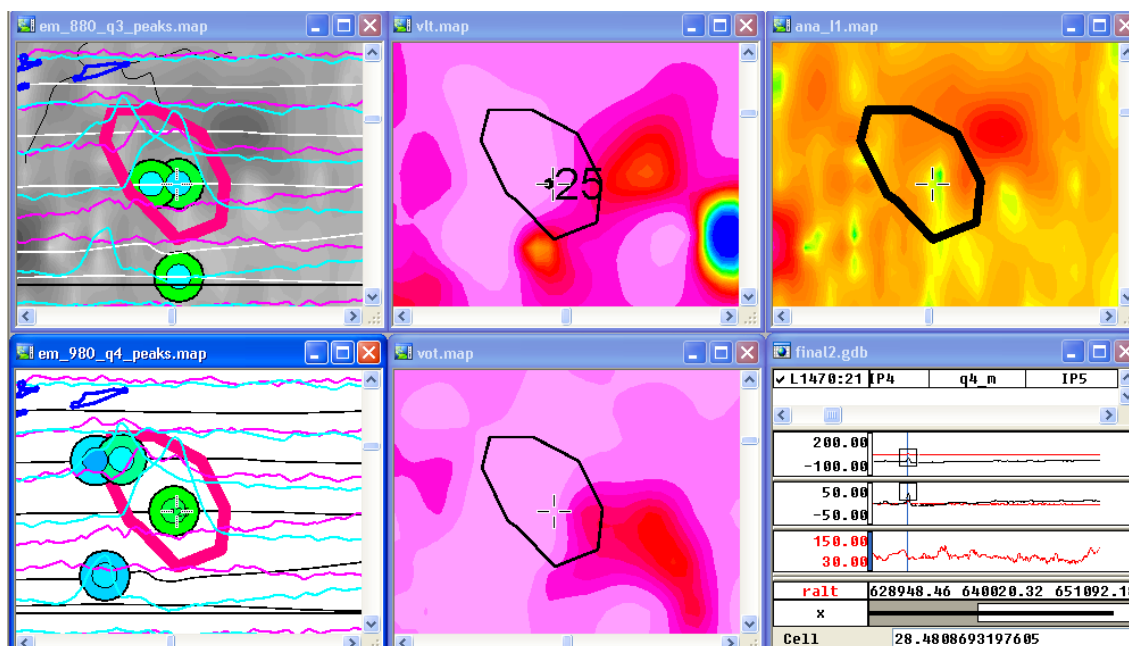 em_880_q3_peaks.map
vlt.map
ana_l1.map
25
em_980_q4_peaks.map
vot.map
final2.gdb
L1470:21 IP4 q4_m IP5
200.00
-100.00
50.00
-50.00
150.00
30.00
ralt 628948.46 640020.32 651092.18
x
Cell 28.4808693197605